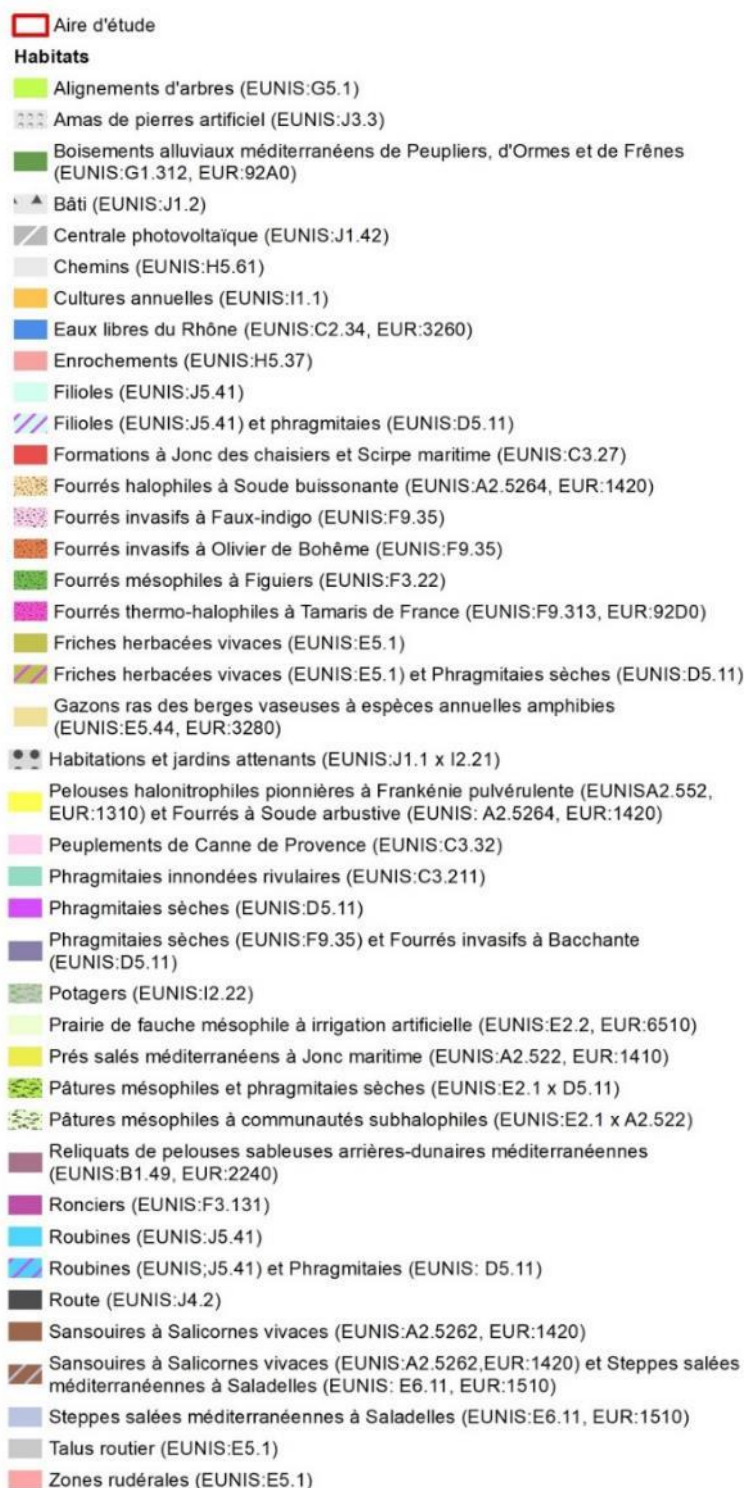 Aire d'étude
Habitats
Alignements d'arbres (EUNIS:G5.1)
Amas de pierres artificiel (EUNIS:J3.3)
Boisements alluviaux méditerranéens de Peupliers, d'Ormes et de Frênes
(EUNIS:G1.312, EUR:92A0)
Bâti (EUNIS:J1.2)
Centrale photovoltaïque (EUNIS:J1.42)
Chemins (EUNIS:H5.61)
Cultures annuelles (EUNIS:I1.1)
Eaux libres du Rhône (EUNIS:C2.34, EUR:3260)
Enrochements (EUNIS:H5.37)
Filioles (EUNIS:J5.41)
Filioles (EUNIS:J5.41) et phragmitaies (EUNIS:D5.11)
Formations à Jonc des chaisiers et Scirpe maritime (EUNIS:C3.27)
Fourrés halophiles à Soude buissonante (EUNIS:A2.5264, EUR:1420)
Fourrés invasifs à Faux-indigo (EUNIS:F9.35)
Fourrés invasifs à Olivier de Bohême (EUNIS:F9.35)
Fourrés mésophiles à Figuiers (EUNIS:F3.22)
Fourrés thermo-halophiles à Tamaris de France (EUNIS:F9.313, EUR:92D0)
Friches herbacées vivaces (EUNIS:E5.1)
Friches herbacées vivaces (EUNIS:E5.1) et Phragmitaies sèches (EUNIS:D5.11)
Gazons ras des berges vaseuses à espèces annuelles amphibies
(EUNIS:E5.44, EUR:3280)
Habitations et jardins attenants (EUNIS:J1.1 x I2.21)
Pelouses halonitrophiles pionnières à Frankénie pulvérulente (EUNISA2.552,
EUR:1310) et Fourrés à Soude arbustive (EUNIS: A2.5264, EUR:1420)
Peuplements de Canne de Provence (EUNIS:C3.32)
Phragmitaies innondées rivulaires (EUNIS:C3.211)
Phragmitaies sèches (EUNIS:D5.11)
Phragmitaies sèches (EUNIS:F9.35) et Fourrés invasifs à Bacchante
(EUNIS:D5.11)
Potagers (EUNIS:I2.22)
Prairie de fauche mésophile à irrigation artificielle (EUNIS:E2.2, EUR:6510)
Prés salés méditerranéens à Jonc maritime (EUNIS:A2.522, EUR:1410)
Pâtures mésophiles et phragmitaies sèches (EUNIS:E2.1 x D5.11)
Pâtures mésophiles à communautés subhalophiles (EUNIS:E2.1 x A2.522)
Reliquats de pelouses sableuses arrières-dunaires méditerranéennes
(EUNIS:B1.49, EUR:2240)
Ronciers (EUNIS:F3.131)
Roubines (EUNIS:J5.41)
Roubines (EUNIS;J5.41) et Phragmitaies (EUNIS: D5.11)
Route (EUNIS:J4.2)
Sansouires à Salicornes vivaces (EUNIS:A2.5262, EUR:1420)
Sansouires à Salicornes vivaces (EUNIS:A2.5262,EUR:1420) et Steppes salées
méditerranéennes à Saladelles (EUNIS: E6.11, EUR:1510)
Steppes salées méditerranéennes à Saladelles (EUNIS:E6.11, EUR:1510)
Talus routier (EUNIS:E5.1)
Zones rudérales (EUNIS:E5.1)